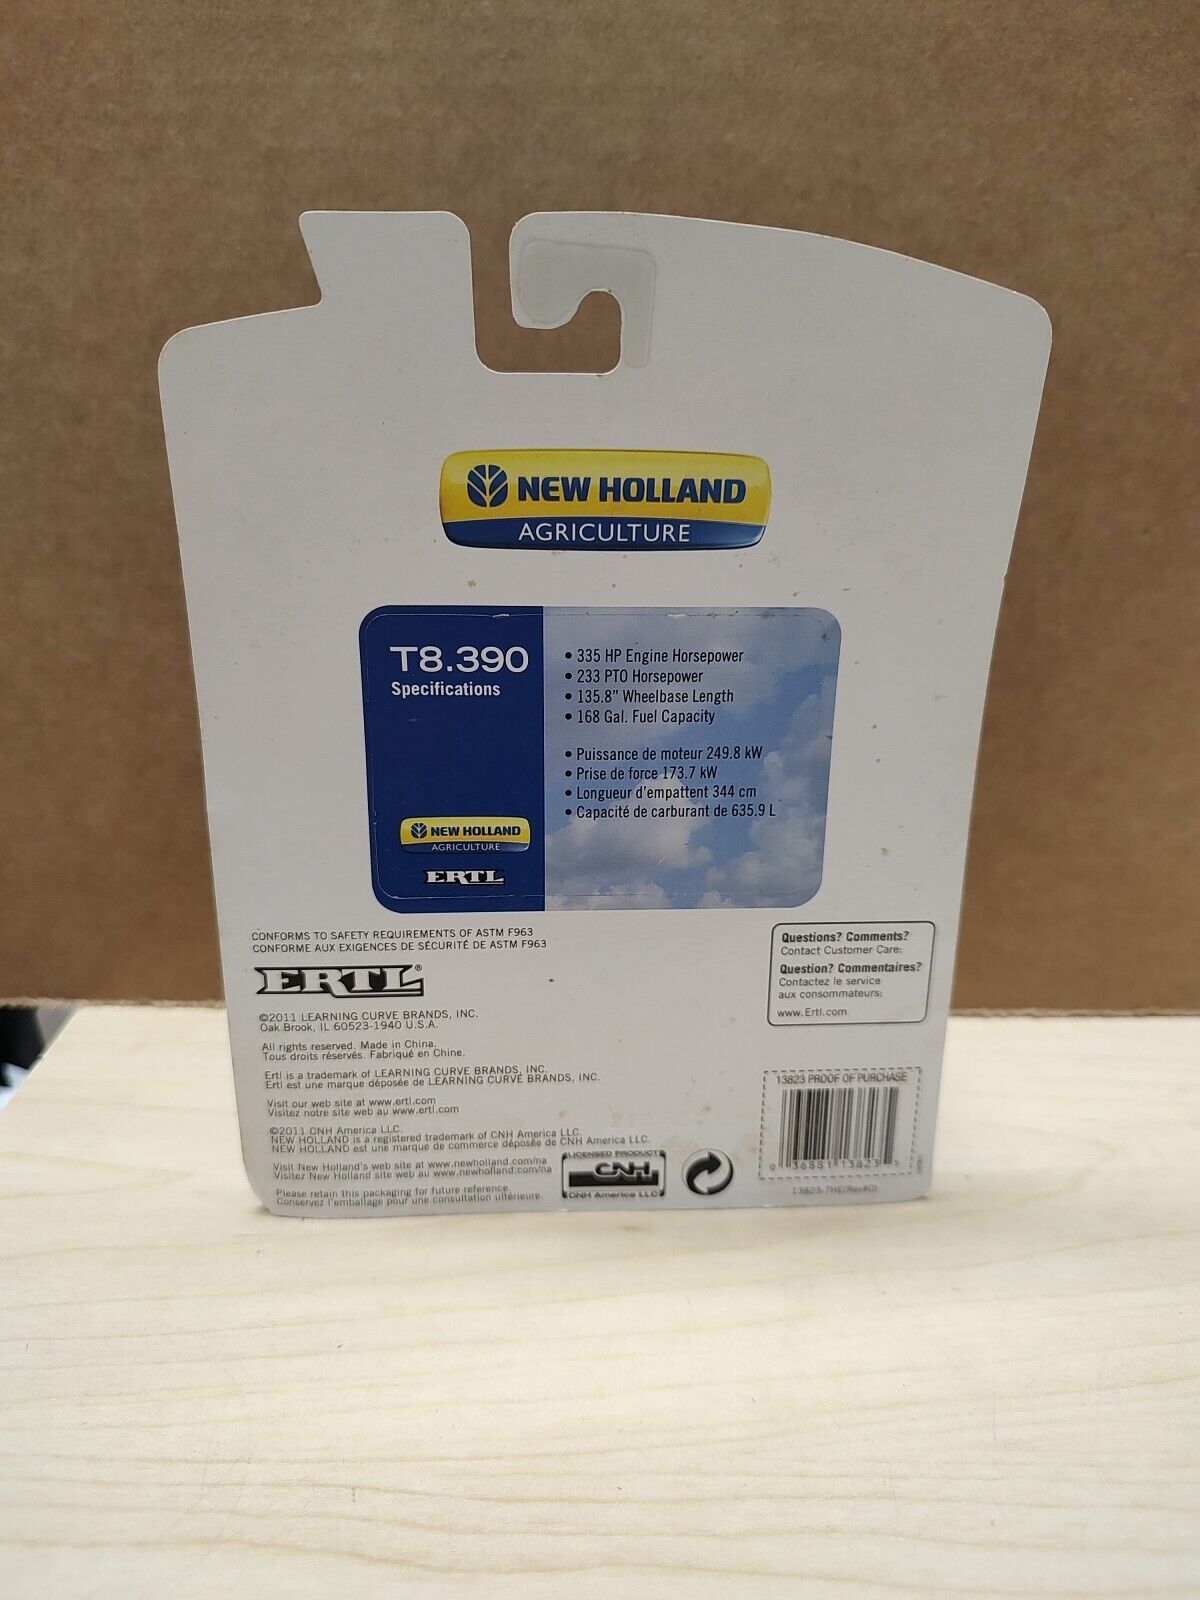 NEW HOLLAND
AGRICULTURE
T8.390
Specifications
• 335 HP Engine Horsepower
• 233 PTO Horsepower
• 135.8" Wheelbase Length
• 168 Gal. Fuel Capacity
• Puissance de moteur 249.8 kW
• Prise de force 173.7 kW
• Longueur d'empattent 344 cm
• Capacité de carburant de 635.9 L
NEW HOLLAND
AGRICULTURE
ERTL
CONFORMS TO SAFETY REQUIREMENTS OF ASTM F963
CONFORME AUX EXIGENCES DE SÉCURITÉ DE ASTM F963
ERTL®
©2011 LEARNING CURVE BRANDS, INC.
Oak Brook, IL 60523-1940 U.S.A.
All rights reserved. Made in China.
Tous droits réservés. Fabriqué en Chine.
Ertl is a trademark of LEARNING CURVE BRANDS, INC.
Ertl est une marque déposée de LEARNING CURVE BRANDS, INC.
Visit our web site at www.ertl.com
Visitez notre site web au www.ertl.com
©2011 CNH America LLC.
NEW HOLLAND is a registered trademark of CNH America LLC.
NEW HOLLAND est une marque de commerce déposée de CNH America LLC.
Visit New Holland's web site at www.newholland.com/na
Visitez New Holland site web au www.newholland.com/na
Please retain this packaging for future reference.
Conservez l'emballage pour une consultation ultérieure.
LICENSED PRODUCT
CNH
CNH America LLC
Questions? Comments?
Contact Customer Care:
Question? Commentaires?
Contactez le service
aux consommateurs:
www.Ertl.com
13823 PROOF OF PURCHASE
0 36881 13823 5